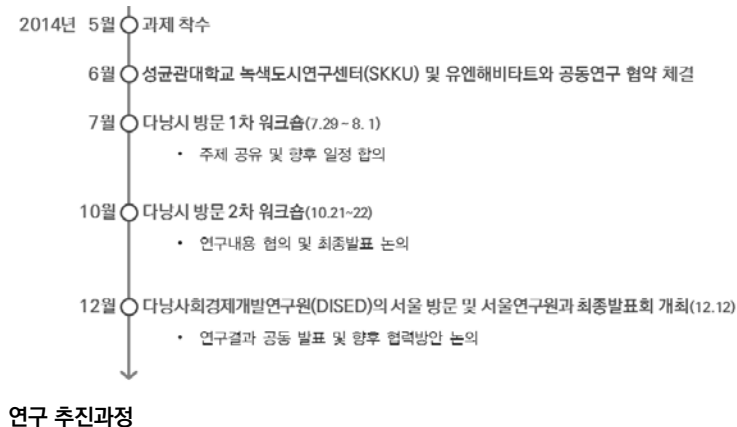 2014년 5월 과제 착수
6월 성균관대학교 녹색도시연구센터(SKKU) 및 유엔해비타트와 공동연구 협약 체결
7월 다낭시 방문 1차 워크숍(7.29~8.1)
• 주제 공유 및 향후 일정 합의
10월 다낭시 방문 2차 워크숍(10.21~22)
• 연구내용 협의 및 최종발표 논의
12월 다낭사회경제개발연구원(DISED)의 서울 방문 및 서울연구원과 최종발표회 개최(12.12)
• 연구결과 공동 발표 및 향후 협력방안 논의
연구 추진과정